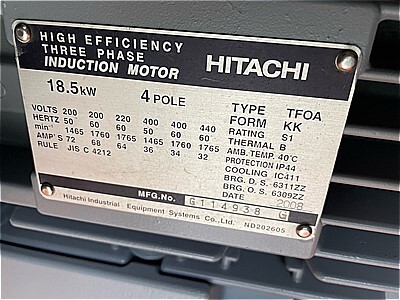 HIGH EFFICIENCY
THREE PHASE
INDUCTION MOTOR
HITACHI
18.5kW 4 POLE
VOLTS 200 200 220 400 400 440
HERTZ 50 60 60 50 60 60
min⁻¹ 1465 1760 1765 1465 1760 1765
AMP'S 72 68 64 36 34 32
RULE JIS C 4212
TYPE TFOA
FORM KK
RATING S1
THERMAL B
AMB.TEMP. 40°C
PROTECTION IP44
COOLING IC411
BRG. D.S. 6311ZZ
BRG. O.S. 6309ZZ
DATE 2008
MFG.No. G114938 G
Hitachi Industrial Equipment Systems Co., Ltd. ND202605